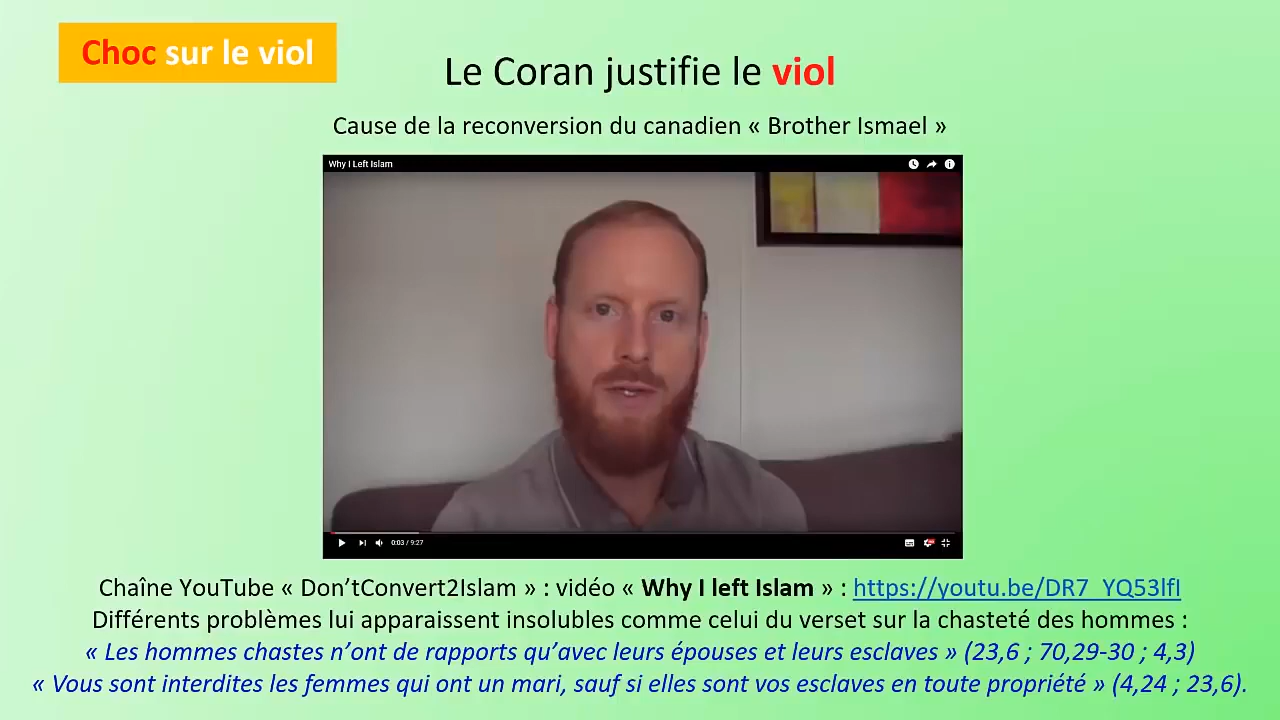 Choc sur le viol
Le Coran justifie le viol
Cause de la reconversion du canadien « Brother Ismael »
Why I Left Islam
0:03 / 9:27
Chaîne YouTube « Don’tConvert2Islam » : vidéo « Why I left Islam » : https://youtu.be/DR7_YQ53lfI
Différents problèmes lui apparaissent insolubles comme celui du verset sur la chasteté des hommes :
« Les hommes chastes n’ont de rapports qu’avec leurs épouses et leurs esclaves » (23,6 ; 70,29-30 ; 4,3)
« Vous sont interdites les femmes qui ont un mari, sauf si elles sont vos esclaves en toute propriété » (4,24 ; 23,6).